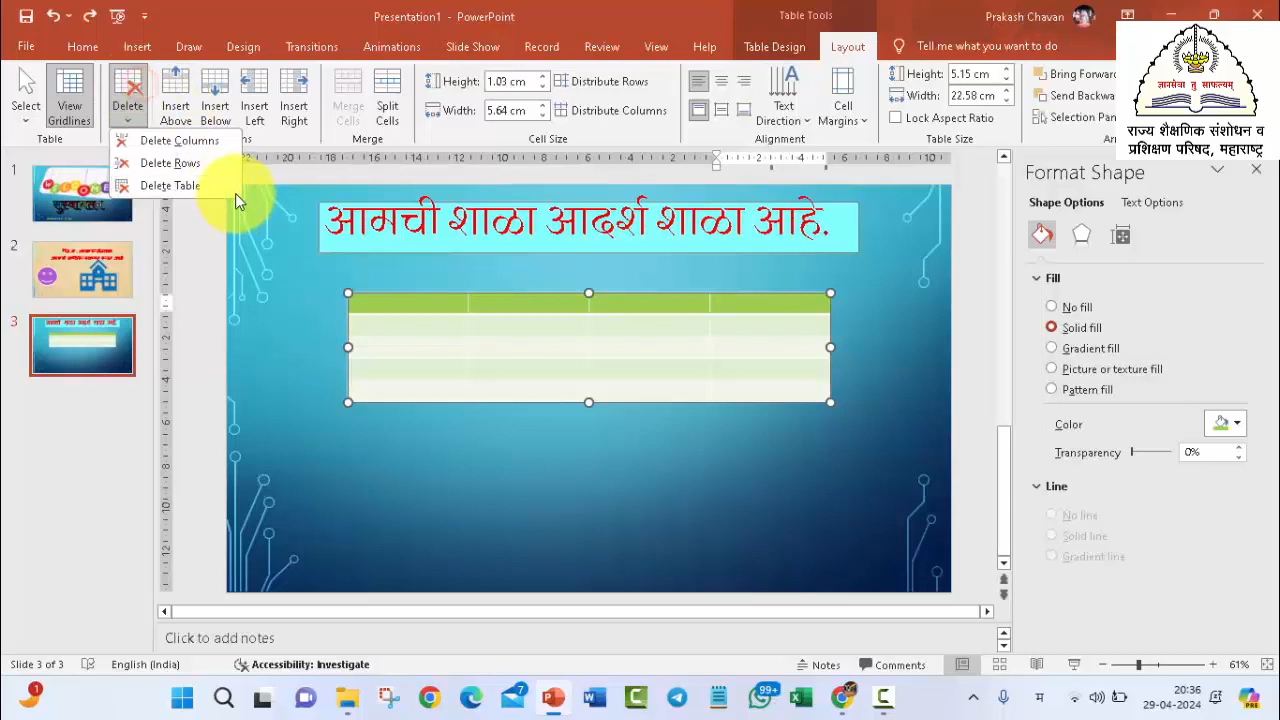 Presentation1 - PowerPoint
Table Tools
Prakash Chavan
File Home Insert Draw Design Transitions Animations Slide Show Record Review View Help Table Design Layout Tell me what you want to do
Select
View Gridlines
Delete
Insert Above
Insert Below
Insert Left
Insert Right
Merge Cells
Split Cells
Height: 1.03 cm
Width: 5.64 cm
Distribute Rows
Distribute Columns
Text Direction
Cell Margins
Height: 5.15 cm
Width: 22.58 cm
Lock Aspect Ratio
Bring Forward
Send Backward
Selection Pan
Table
Merge
Cell Size
Alignment
Table Size
राज्य शैक्षणिक संशोधन व
प्रशिक्षण परिषद, महाराष्ट्र
Delete Columns
Delete Rows
Delete Table
1
2
3
आमची शाळा आदर्श शाळा आहे.
Format Shape
Shape Options Text Options
Fill
No fill
Solid fill
Gradient fill
Picture or texture fill
Pattern fill
Color
Transparency 0%
Line
No line
Solid line
Gradient line
Click to add notes
Slide 3 of 3 English (India) Accessibility: Investigate Notes Comments 61%
1
7
99+
म
20:36
29-04-2024